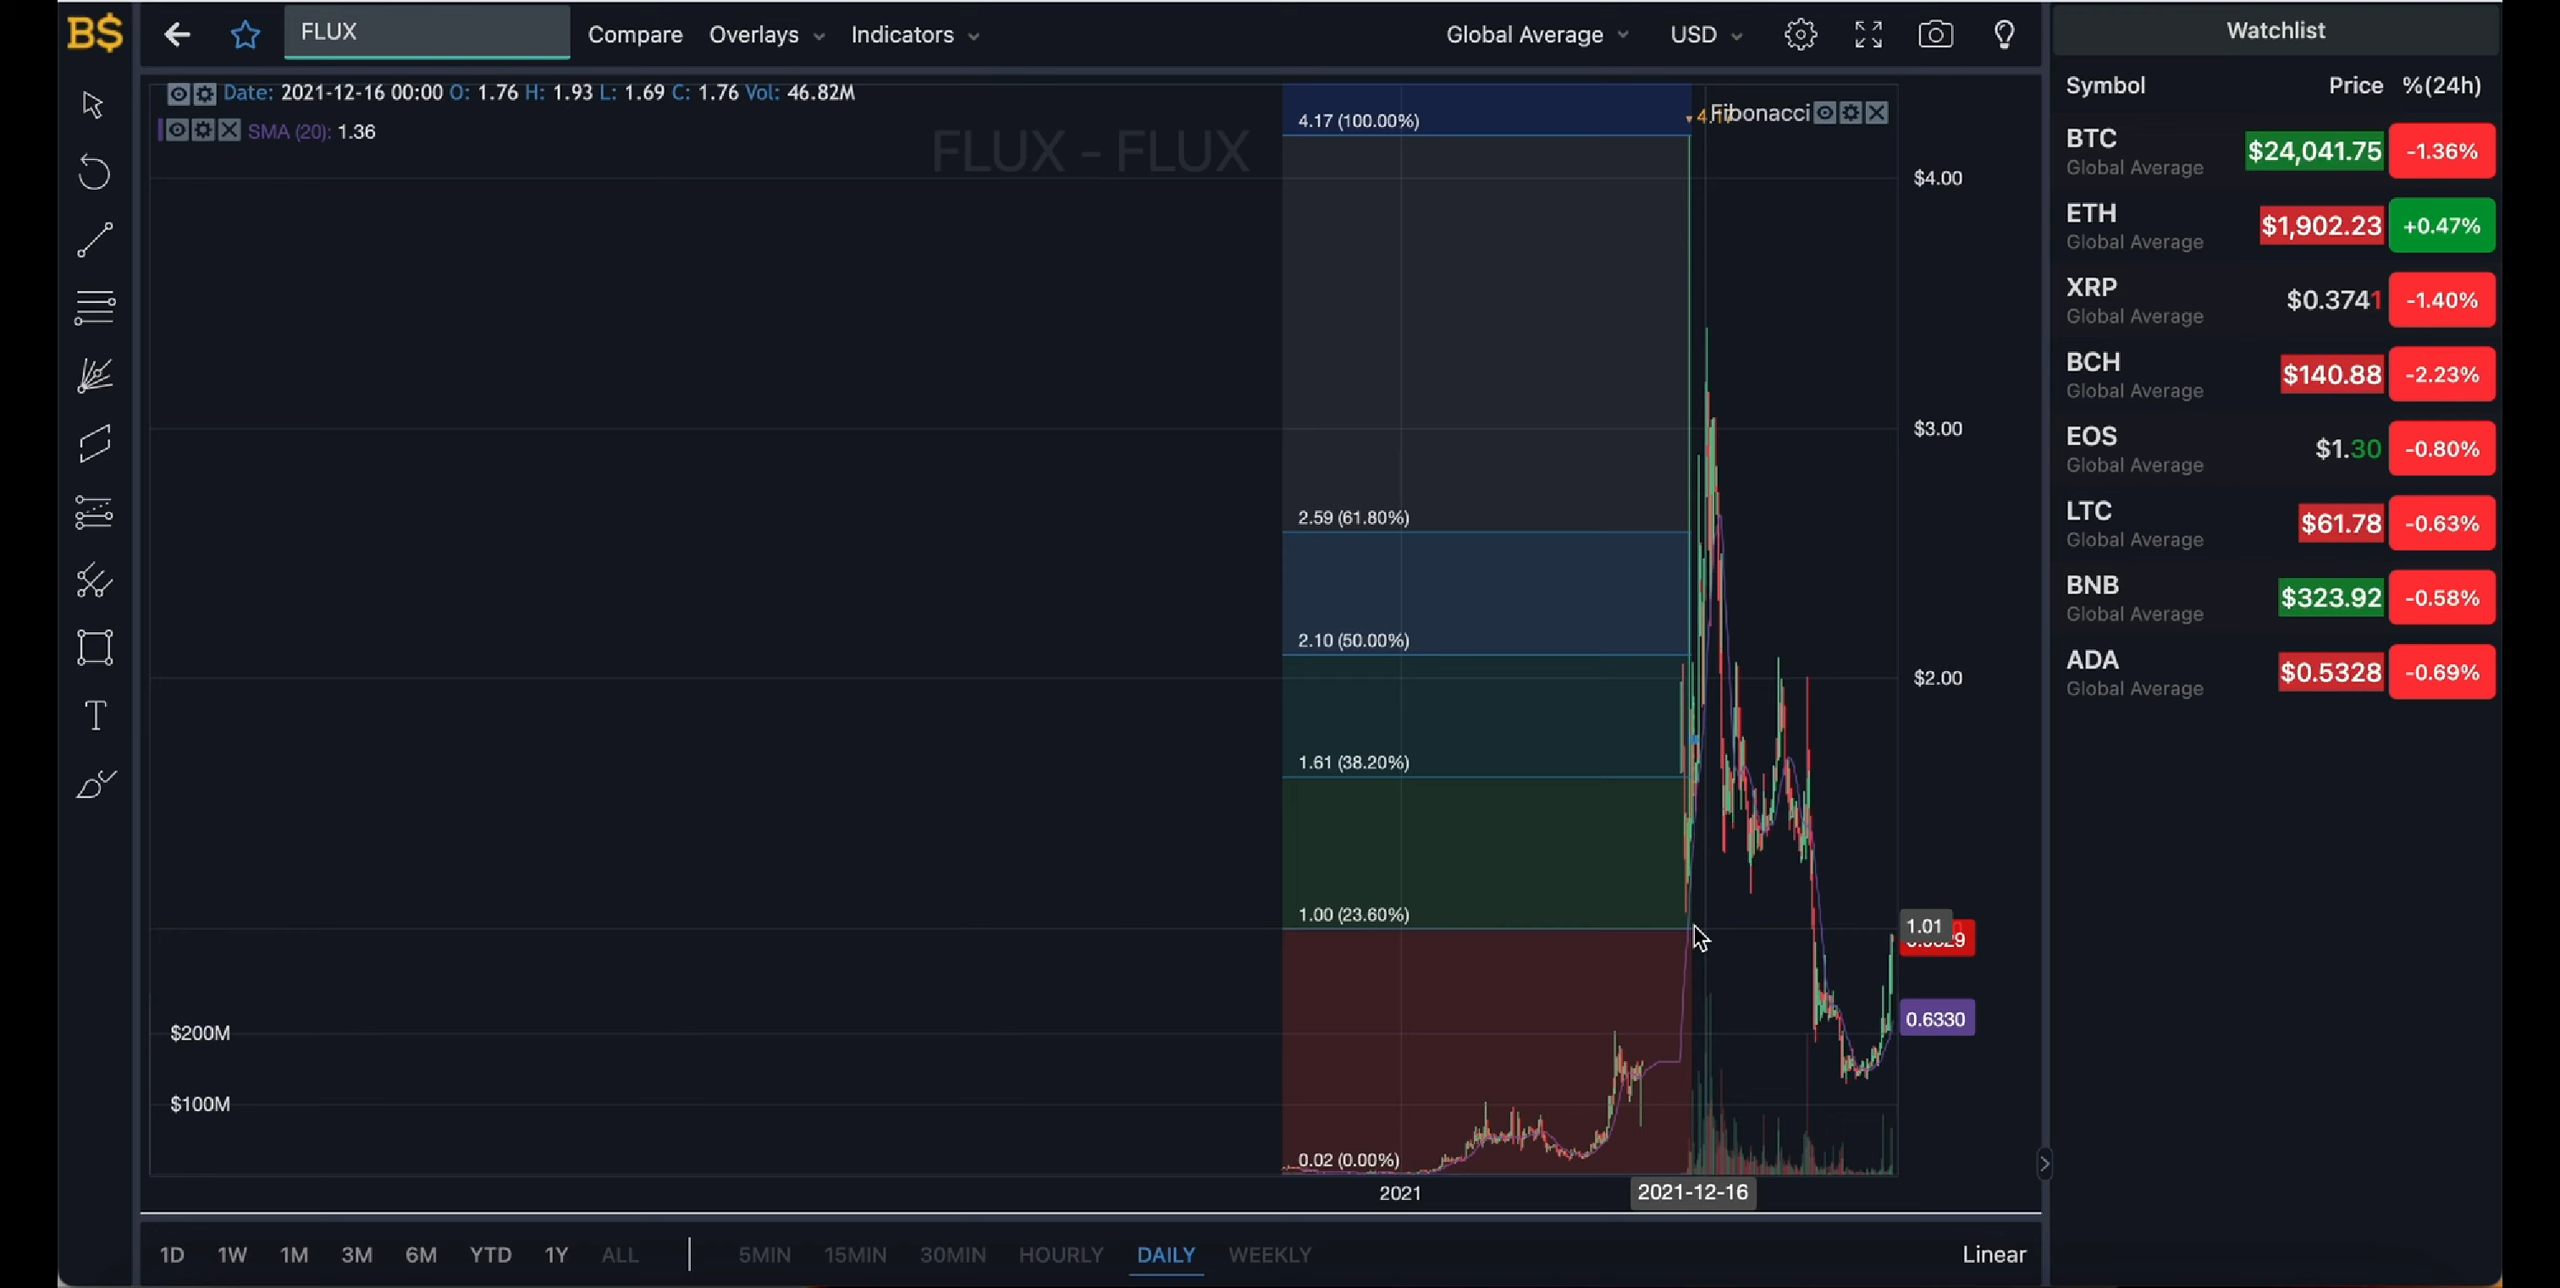 B$
FLUX
Compare
Overlays
Indicators
Global Average
USD
Watchlist
Date: 2021-12-16 00:00 O: 1.76 H: 1.93 L: 1.69 C: 1.76 Vol: 46.82M
SMA (20): 1.36
FLUX - FLUX
Fibonacci
4.17 (100.00%)
2.59 (61.80%)
2.10 (50.00%)
1.61 (38.20%)
1.00 (23.60%)
0.02 (0.00%)
$4.00
$3.00
$2.00
1.01
0.6330
$200M
$100M
2021
2021-12-16
Symbol Price %(24h)
BTC $24,041.75 -1.36%
Global Average
ETH $1,902.23 +0.47%
Global Average
XRP $0.3741 -1.40%
Global Average
BCH $140.88 -2.23%
Global Average
EOS $1.30 -0.80%
Global Average
LTC $61.78 -0.63%
Global Average
BNB $323.92 -0.58%
Global Average
ADA $0.5328 -0.69%
Global Average
T
1D 1W 1M 3M 6M YTD 1Y ALL 5MIN 15MIN 30MIN HOURLY DAILY WEEKLY Linear